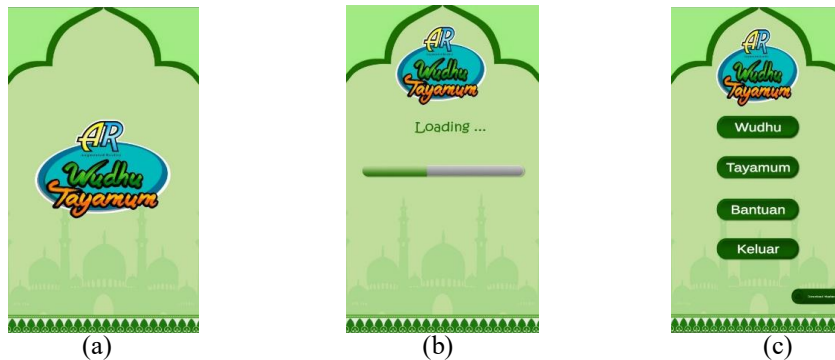 AR
Wudhu
Tayamum
AR
Wudhu
Tayamum
Loading ...
AR
Wudhu
Tayamum
Wudhu
Tayamum
Bantuan
Keluar
(a)
(b)
(c)